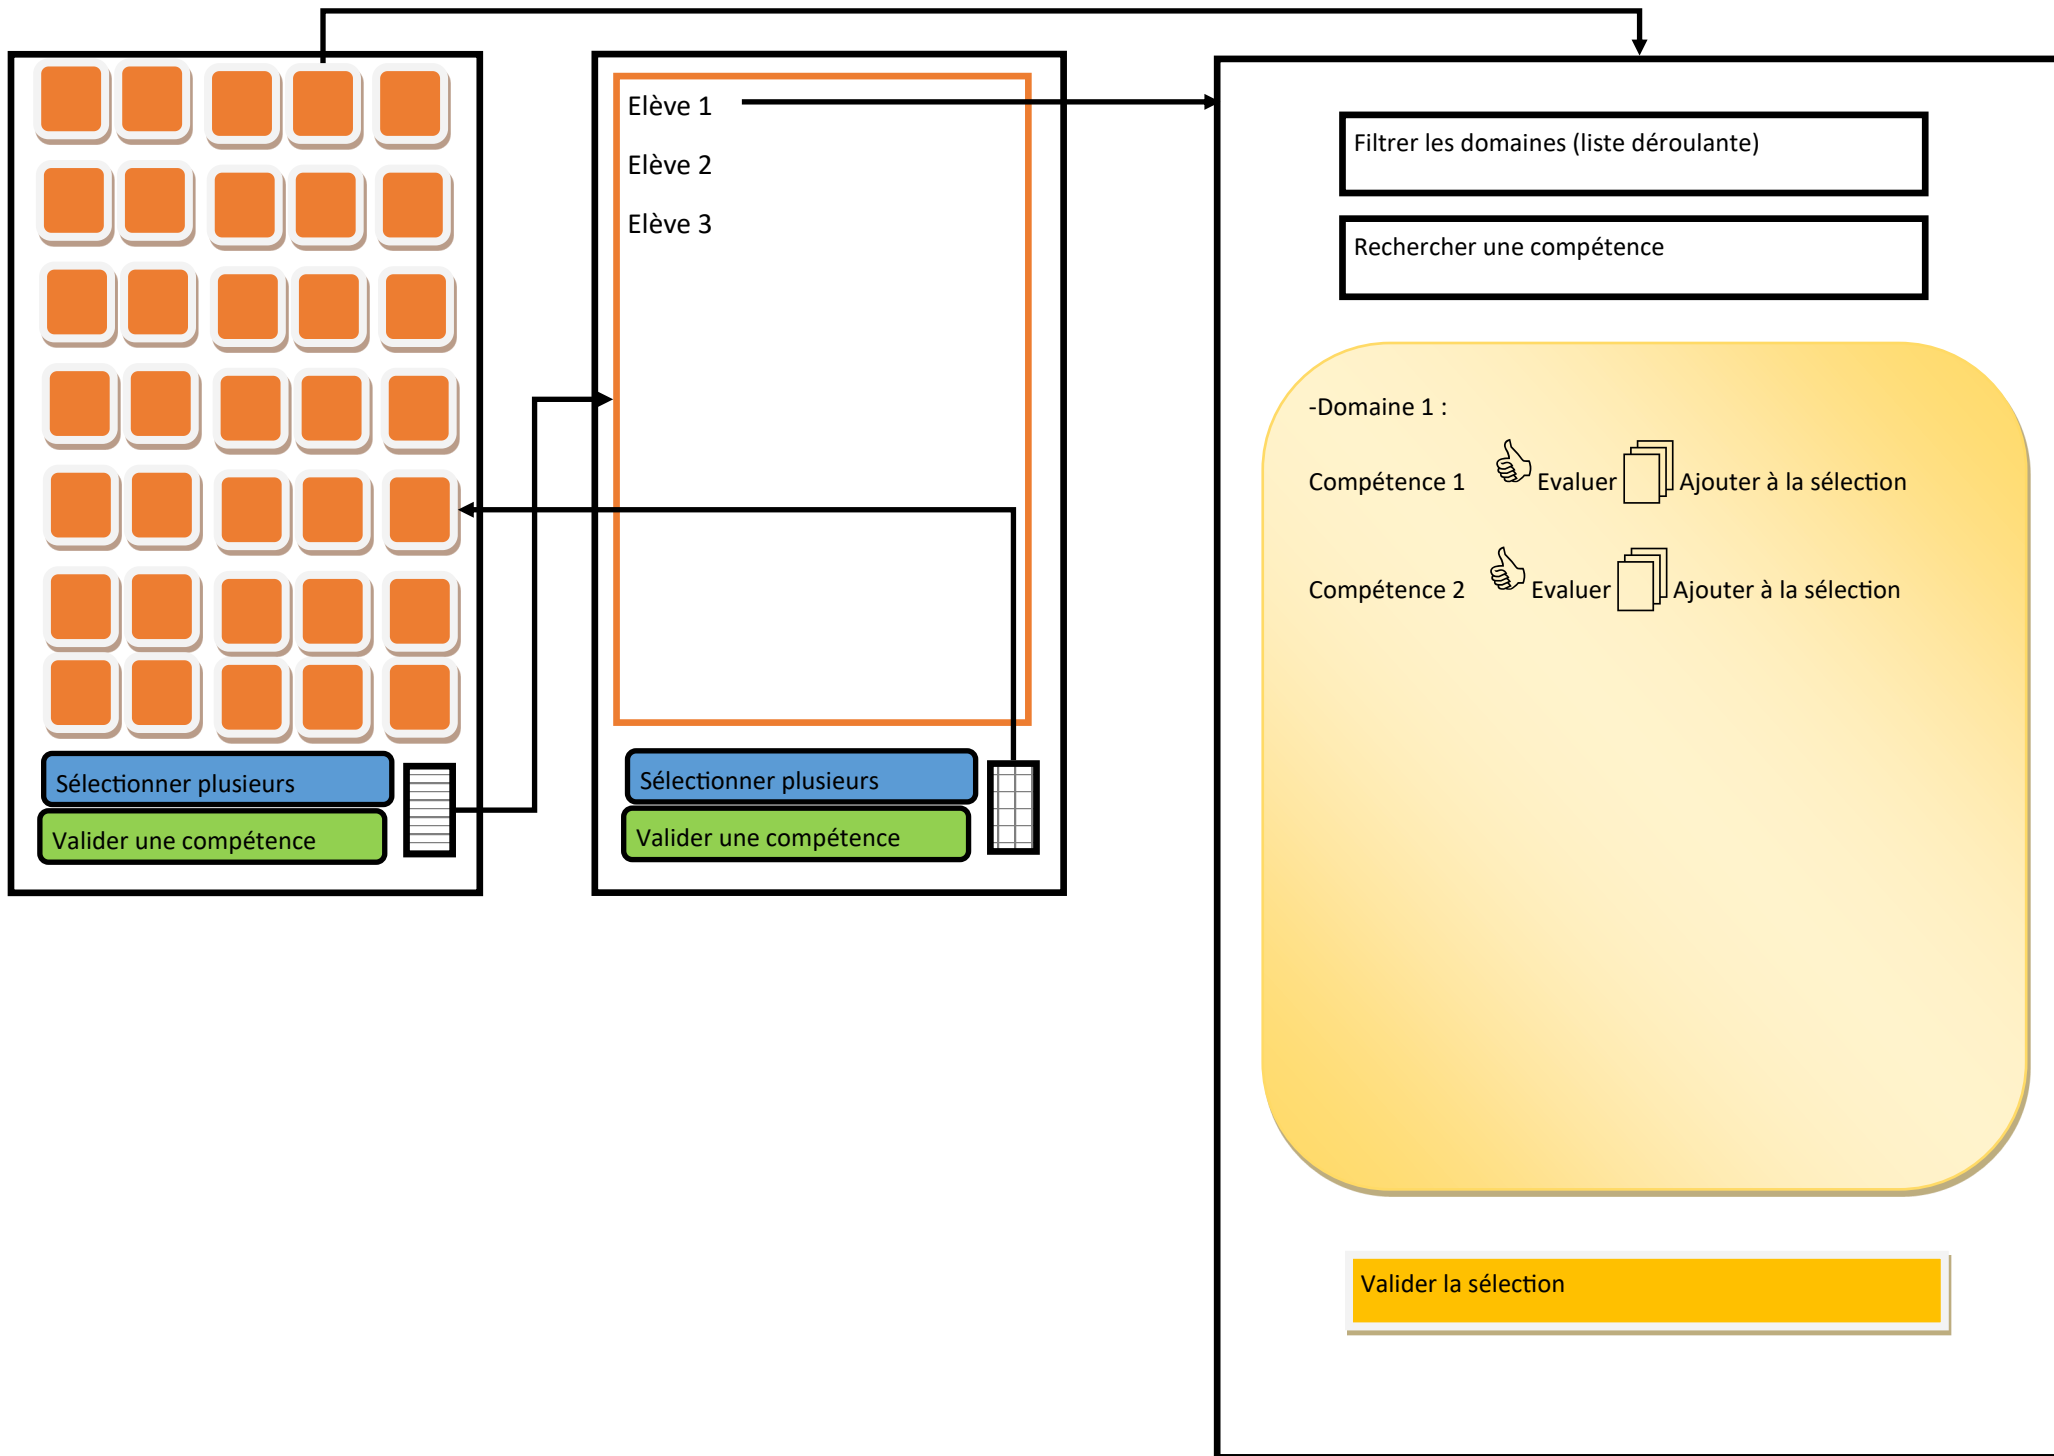 Sélectionner plusieurs
Valider une compétence
Elève 1
Elève 2
Elève 3
Sélectionner plusieurs
Valider une compétence
Filtrer les domaines (liste déroulante)
Rechercher une compétence
-Domaine 1 :
Compétence 1 Evaluer Ajouter à la sélection
Compétence 2 Evaluer Ajouter à la sélection
Valider la sélection